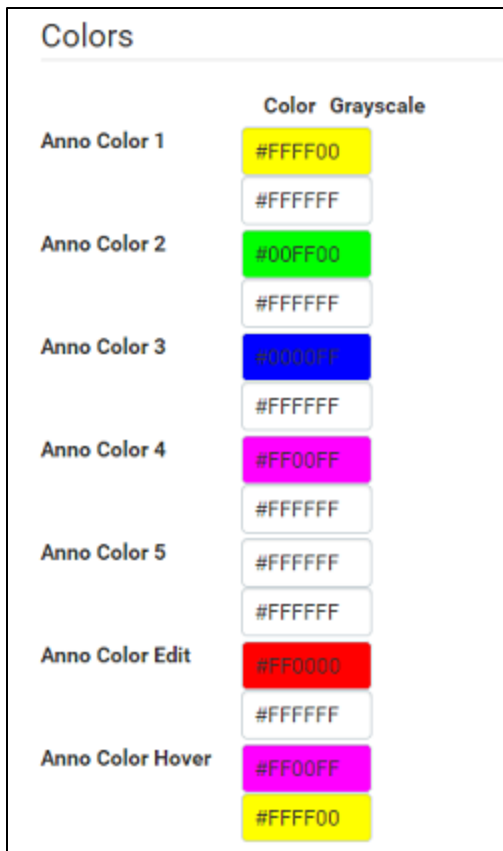 Colors
Color Grayscale
Anno Color 1 #FFFF00
#FFFFFF
Anno Color 2 #00FF00
#FFFFFF
Anno Color 3 #0000FF
#FFFFFF
Anno Color 4 #FF00FF
#FFFFFF
Anno Color 5 #FFFFFF
#FFFFFF
Anno Color Edit #FF0000
#FFFFFF
Anno Color Hover #FF00FF
#FFFF00